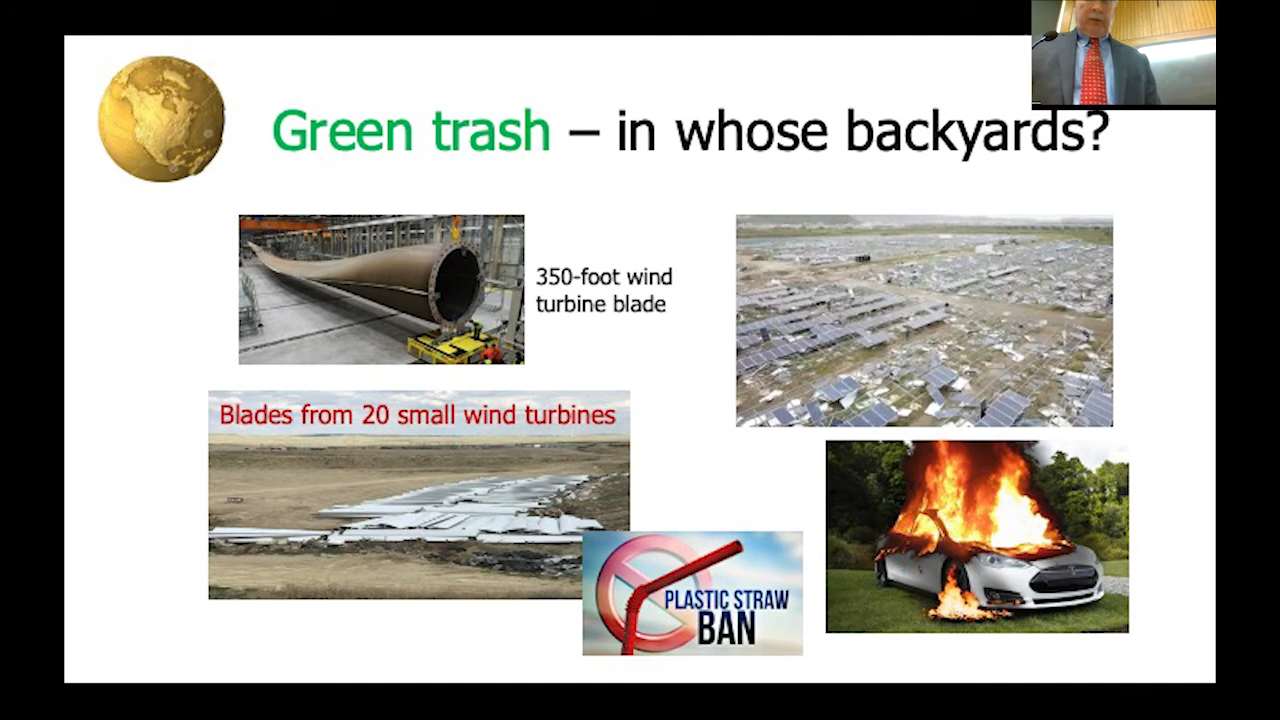 Green trash – in whose backyards?
350-foot wind
turbine blade
Blades from 20 small wind turbines
PLASTIC STRAW
BAN